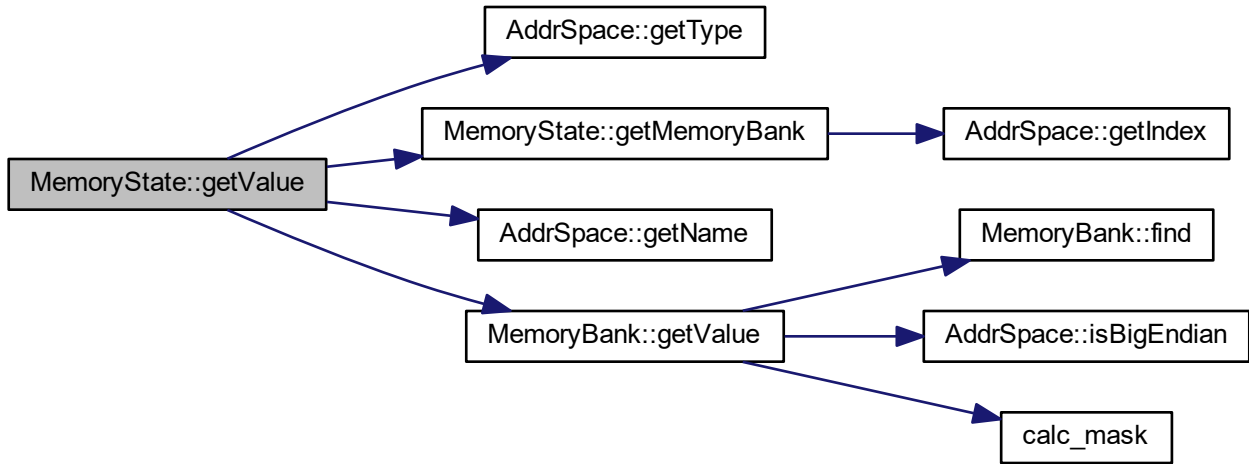 AddrSpace::getType
MemoryState::getMemoryBank
AddrSpace::getIndex
MemoryState::getValue
AddrSpace::getName
MemoryBank::find
MemoryBank::getValue
AddrSpace::isBigEndian
calc_mask